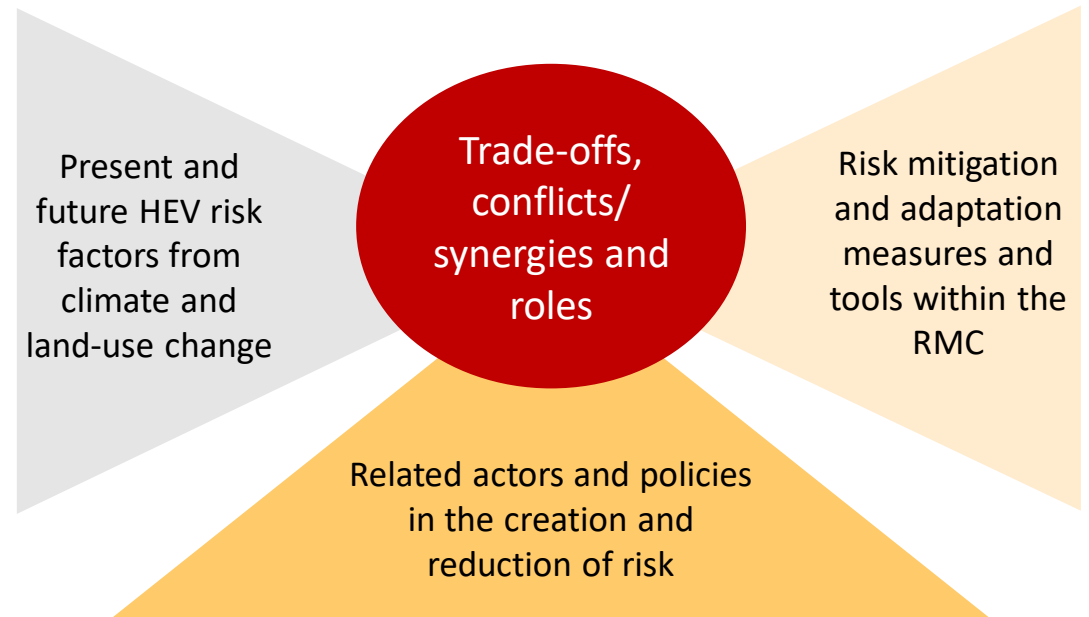 Present and
future HEV risk
factors from
climate and
land-use change
Trade-offs,
conflicts/
synergies and
roles
Risk mitigation
and adaptation
measures and
tools within the
RMC
Related actors and policies
in the creation and
reduction of risk